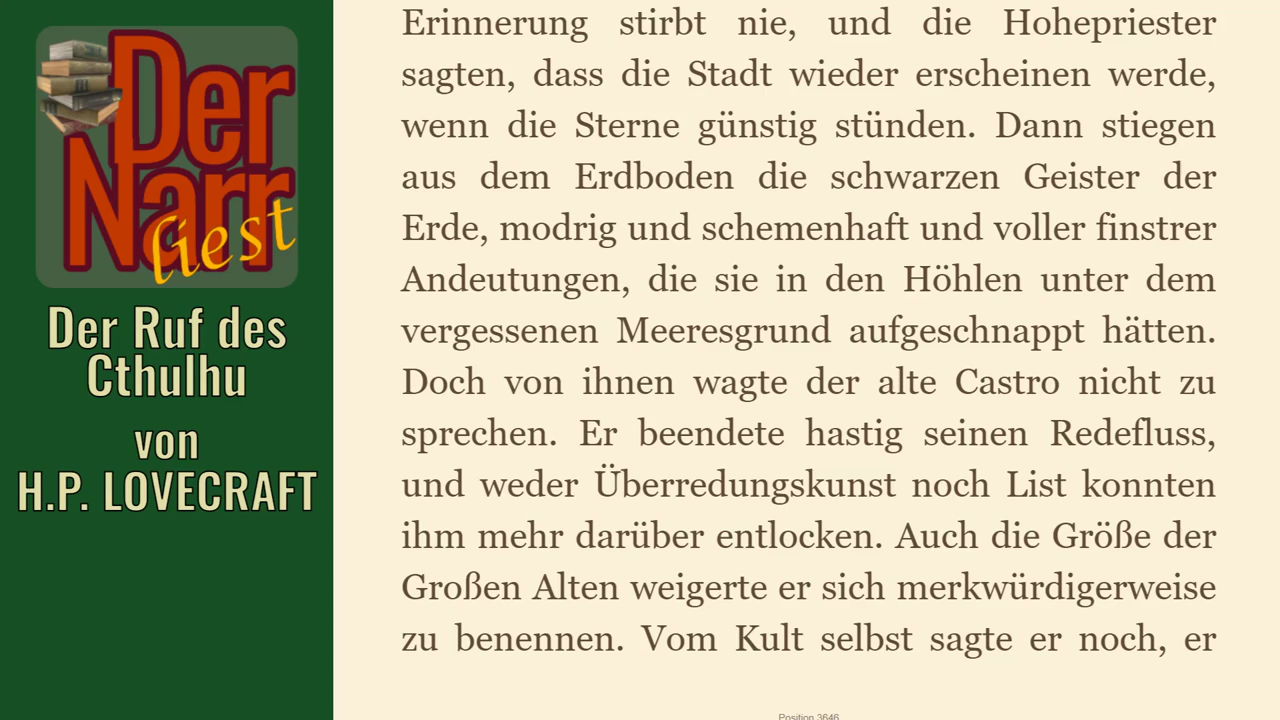 Der
Narr
liest
Der Ruf des
Cthulhu
von
H.P. LOVECRAFT
Erinnerung stirbt nie, und die Hohepriester
sagten, dass die Stadt wieder erscheinen werde,
wenn die Sterne günstig stünden. Dann stiegen
aus dem Erdboden die schwarzen Geister der
Erde, modrig und schemenhaft und voller finstrer
Andeutungen, die sie in den Höhlen unter dem
vergessenen Meeresgrund aufgeschnappt hätten.
Doch von ihnen wagte der alte Castro nicht zu
sprechen. Er beendete hastig seinen Redefluss,
und weder Überredungskunst noch List konnten
ihm mehr darüber entlocken. Auch die Größe der
Großen Alten weigerte er sich merkwürdigerweise
zu benennen. Vom Kult selbst sagte er noch, er
Position 3646